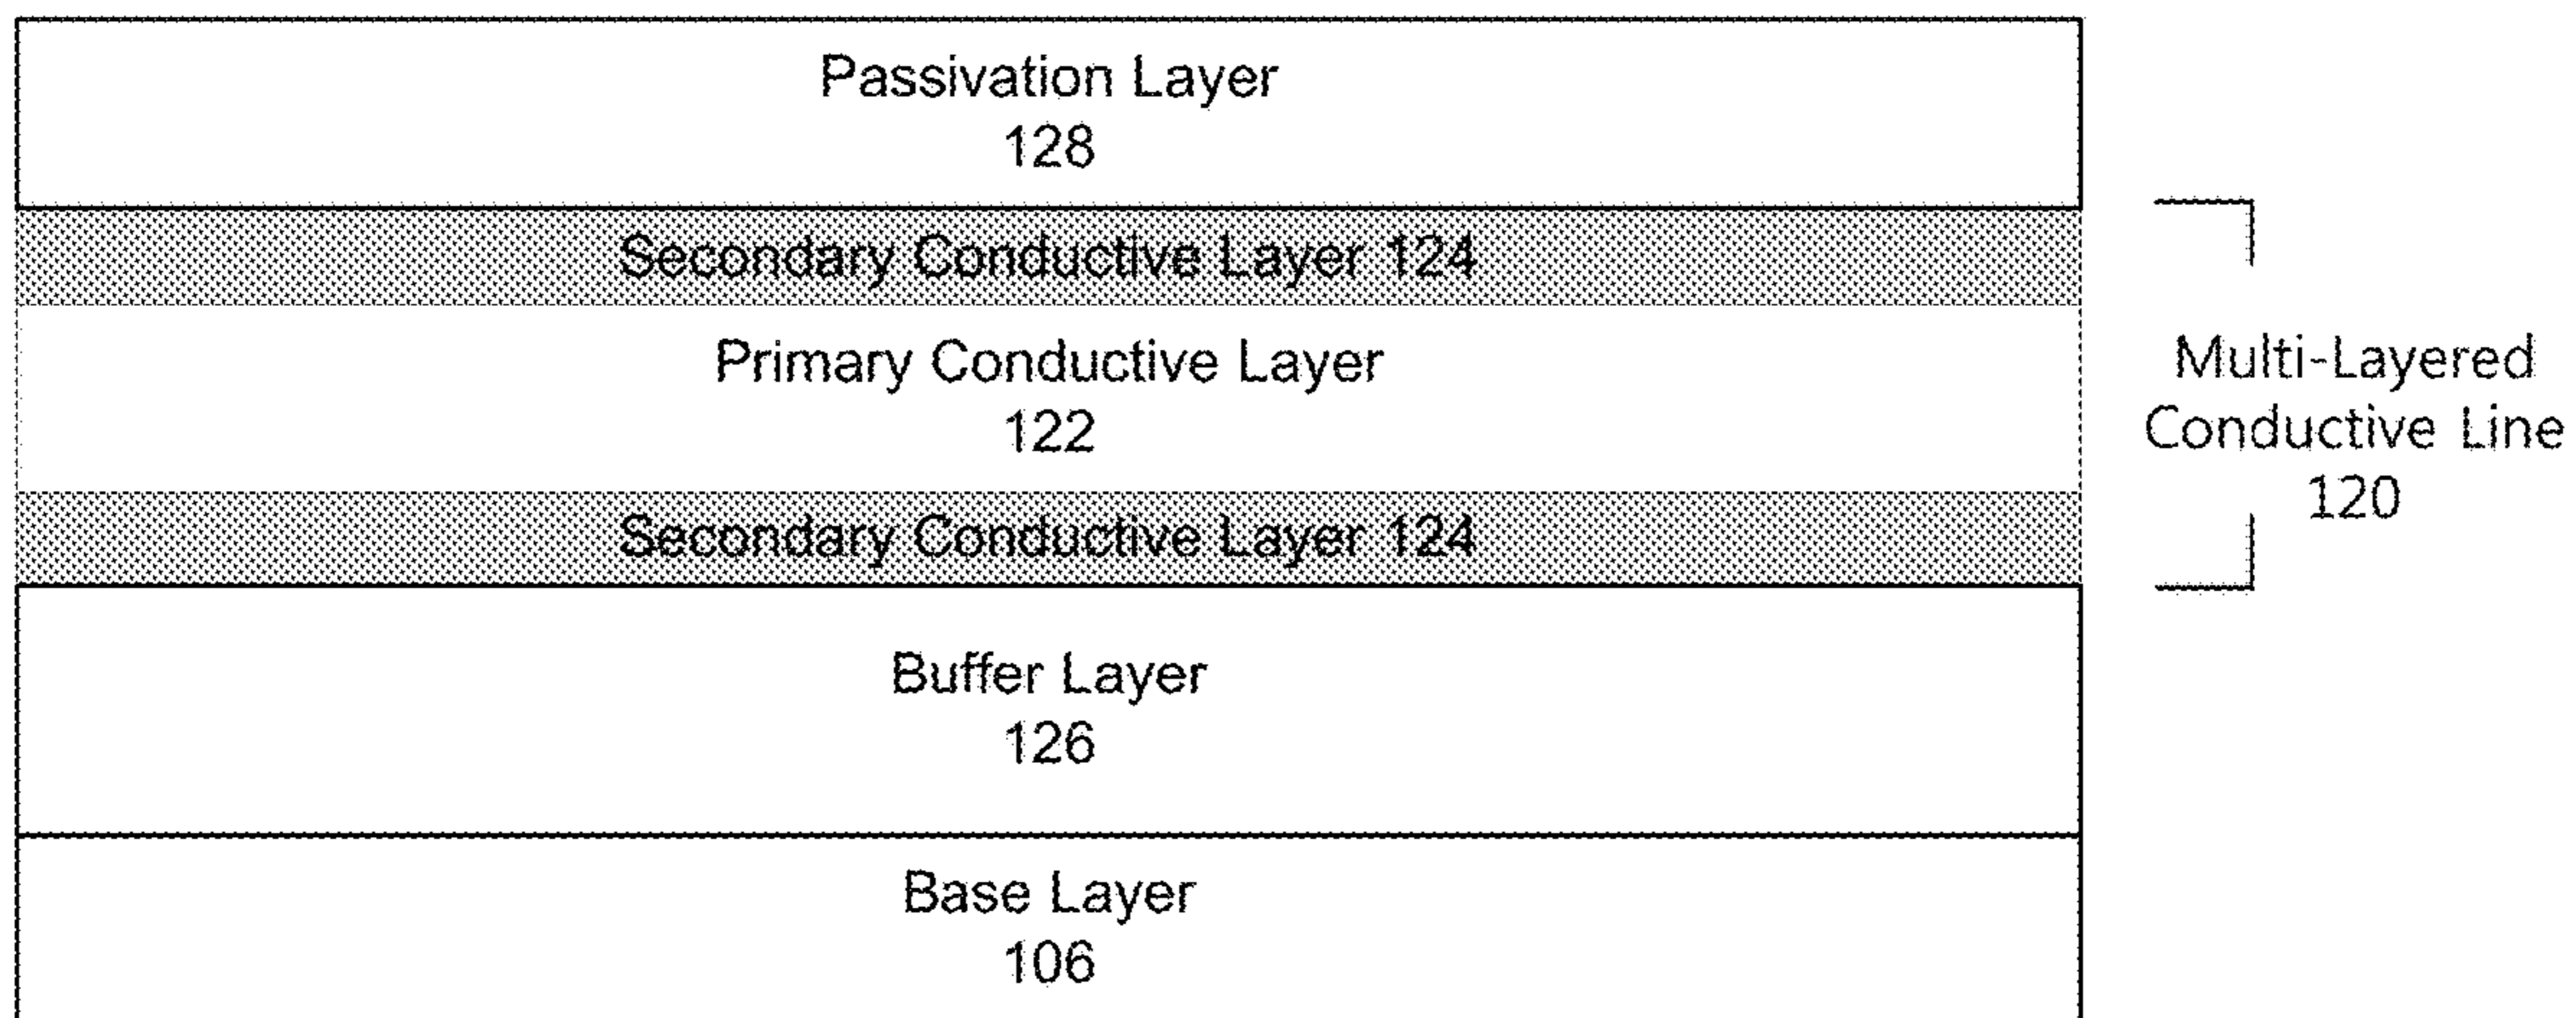 Passivation Layer
128
Secondary Conductive Layer 124
Primary Conductive Layer
122
Secondary Conductive Layer 124
Buffer Layer
126
Base Layer
106
Multi-Layered
Conductive Line
120